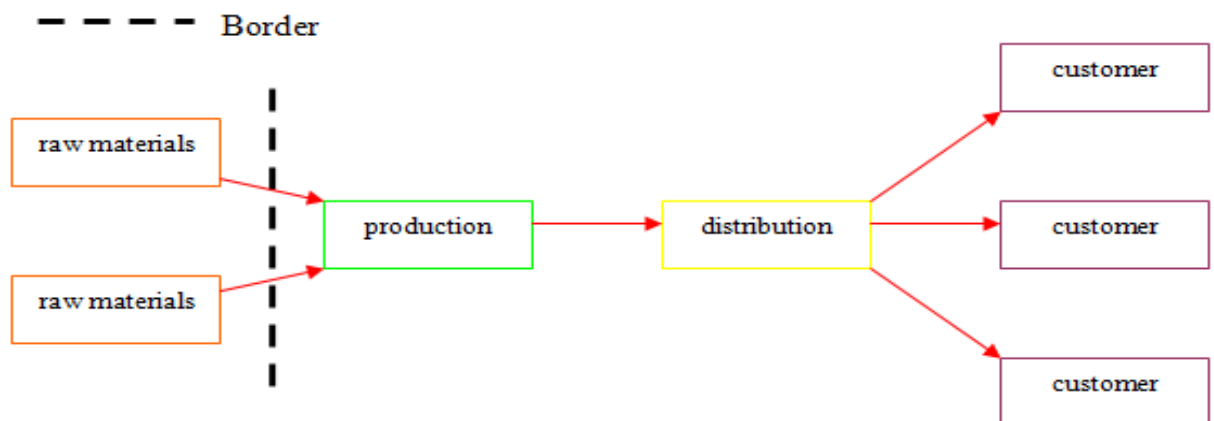 Border
customer
raw materials
production
distribution
customer
raw materials
customer